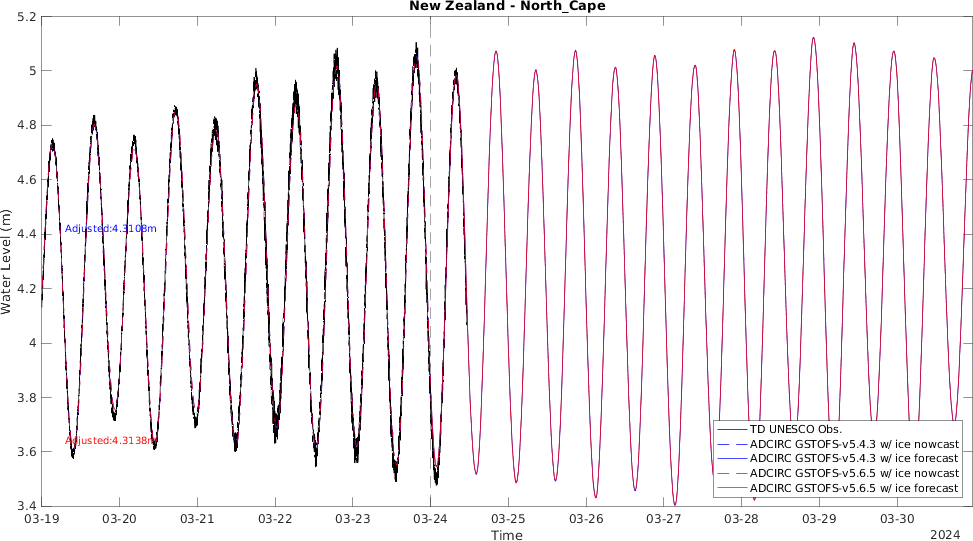 New Zealand - North_Cape
5.2
5
4.8
4.6
4.4
4.2
4
3.8
3.6
3.4
Water Level (m)
Adjusted:4.3108m
Adjusted:4.3138m
TD UNESCO Obs.
ADCIRC GSTOFS-v5.4.3 w/ ice nowcast
ADCIRC GSTOFS-v5.4.3 w/ ice forecast
ADCIRC GSTOFS-v5.6.5 w/ ice nowcast
ADCIRC GSTOFS-v5.6.5 w/ ice forecast
03-19 03-20 03-21 03-22 03-23 03-24 03-25 03-26 03-27 03-28 03-29 03-30
Time
2024